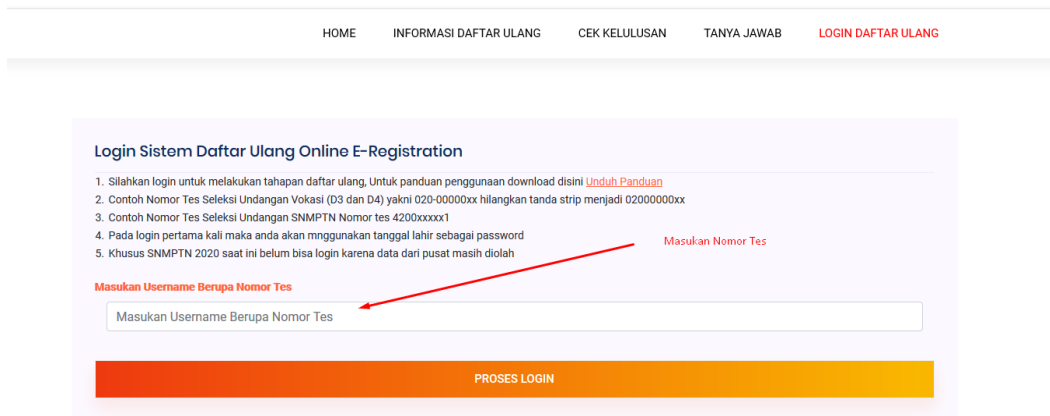 HOME INFORMASI DAFTAR ULANG CEK KELULUSAN TANYA JAWAB LOGIN DAFTAR ULANG
Login Sistem Daftar Ulang Online E-Registration
1. Silahkan login untuk melakukan tahapan daftar ulang, Untuk panduan penggunaan download disini Unduh Panduan
2. Contoh Nomor Tes Seleksi Undangan Vokasi (D3 dan D4) yakni 020-00000xx hilangkan tanda strip menjadi 02000000xx
3. Contoh Nomor Tes Seleksi Undangan SNMPTN Nomor tes 4200xxxxx1
4. Pada login pertama kali maka anda akan mnggunakan tanggal lahir sebagai password
5. Khusus SNMPTN 2020 saat ini belum bisa login karena data dari pusat masih diolah
Masukan Nomor Tes
Masukan Username Berupa Nomor Tes
Masukan Username Berupa Nomor Tes
PROSES LOGIN